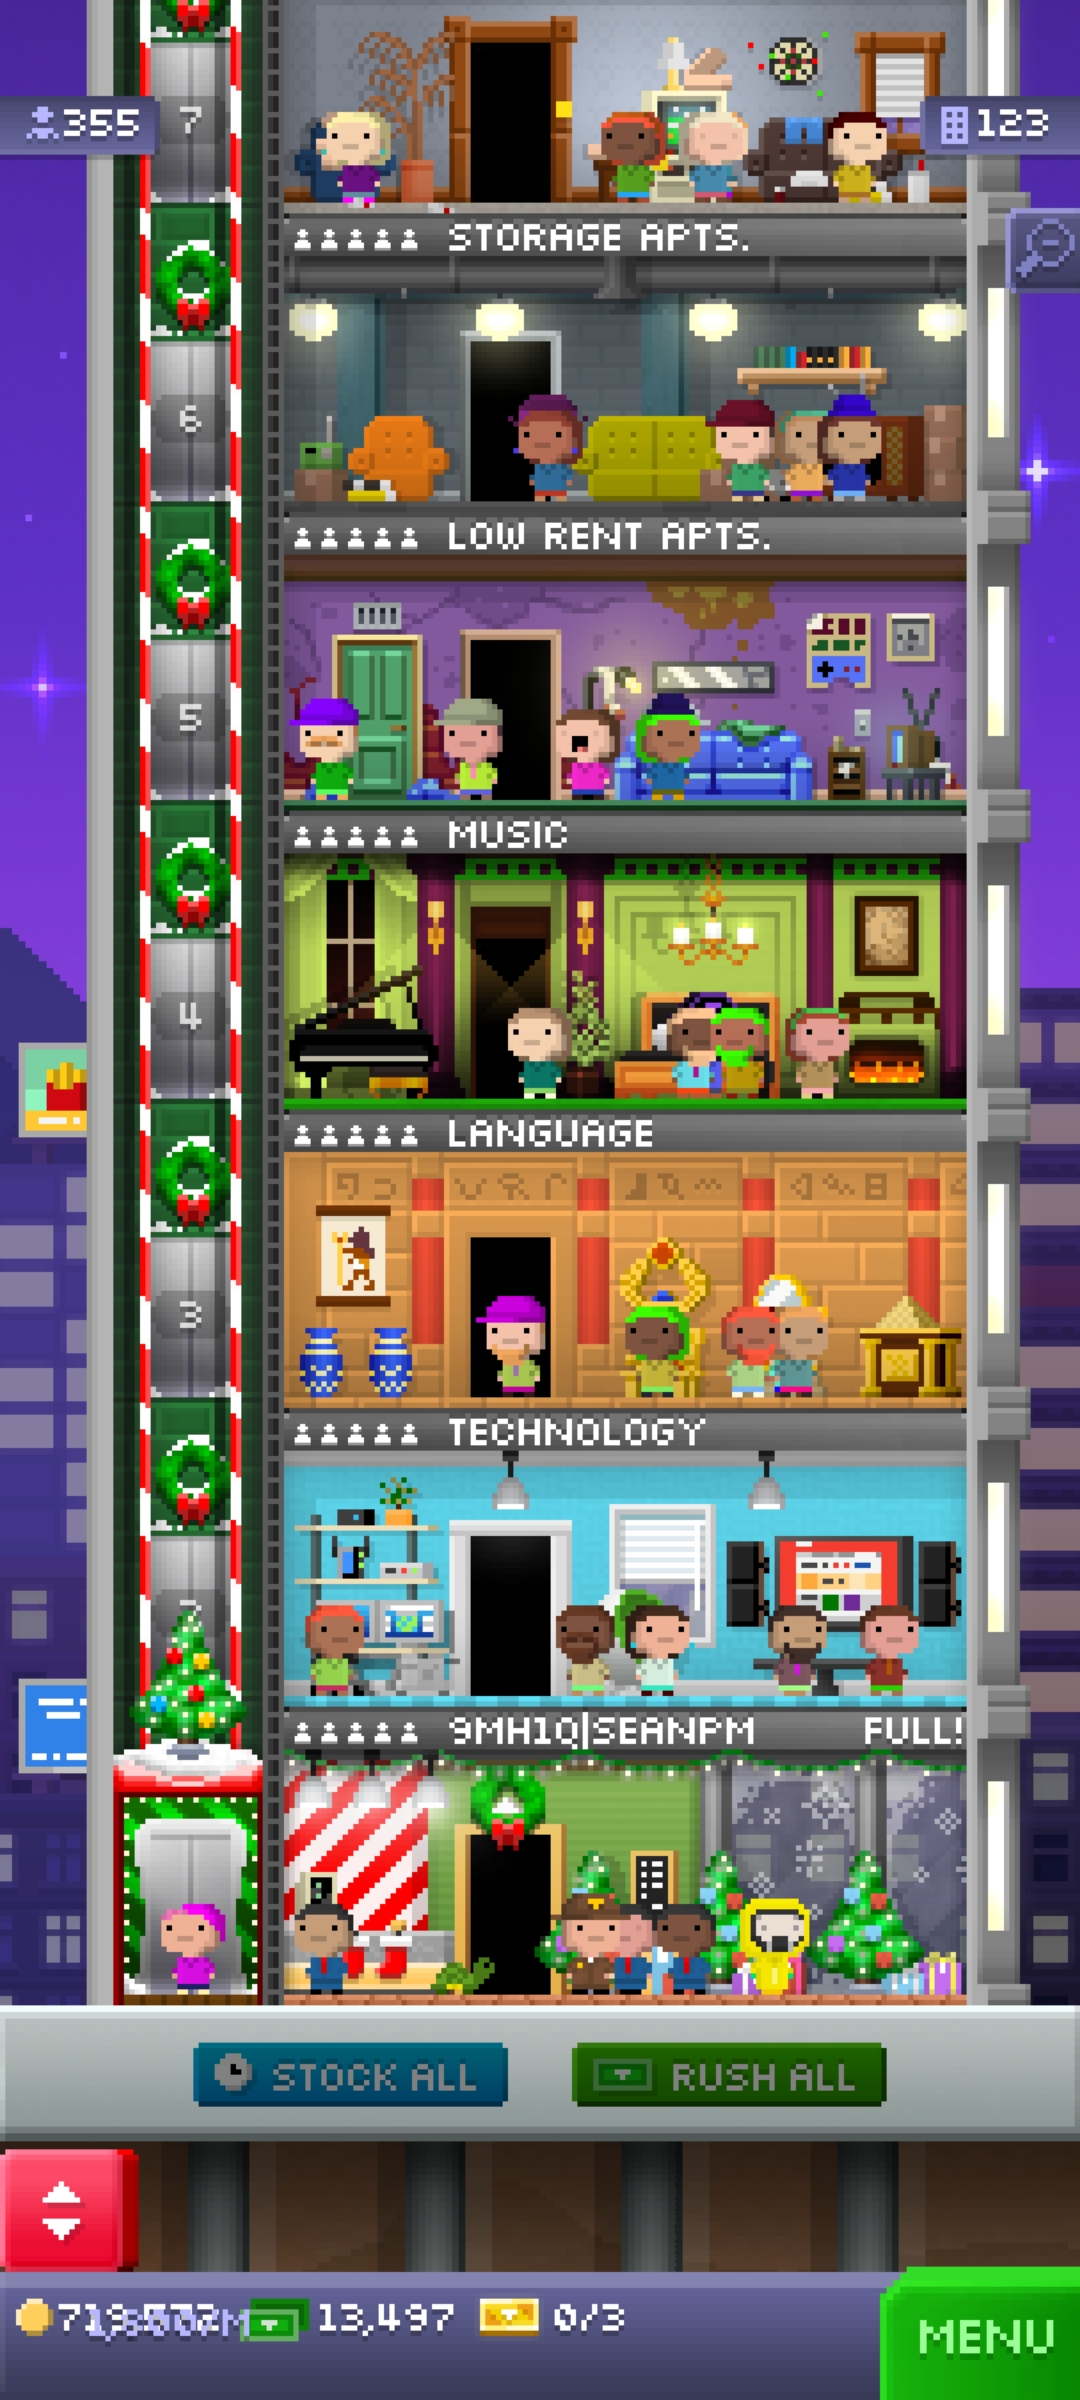 7
355
123
STORAGE APTS.
6
LOW RENT APTS.
5
MUSIC
4
LANGUAGE
3
TECHNOLOGY
9MH1Q|SEANPM FULL!
STOCK ALL
RUSH ALL
13,497
0/3
MENU